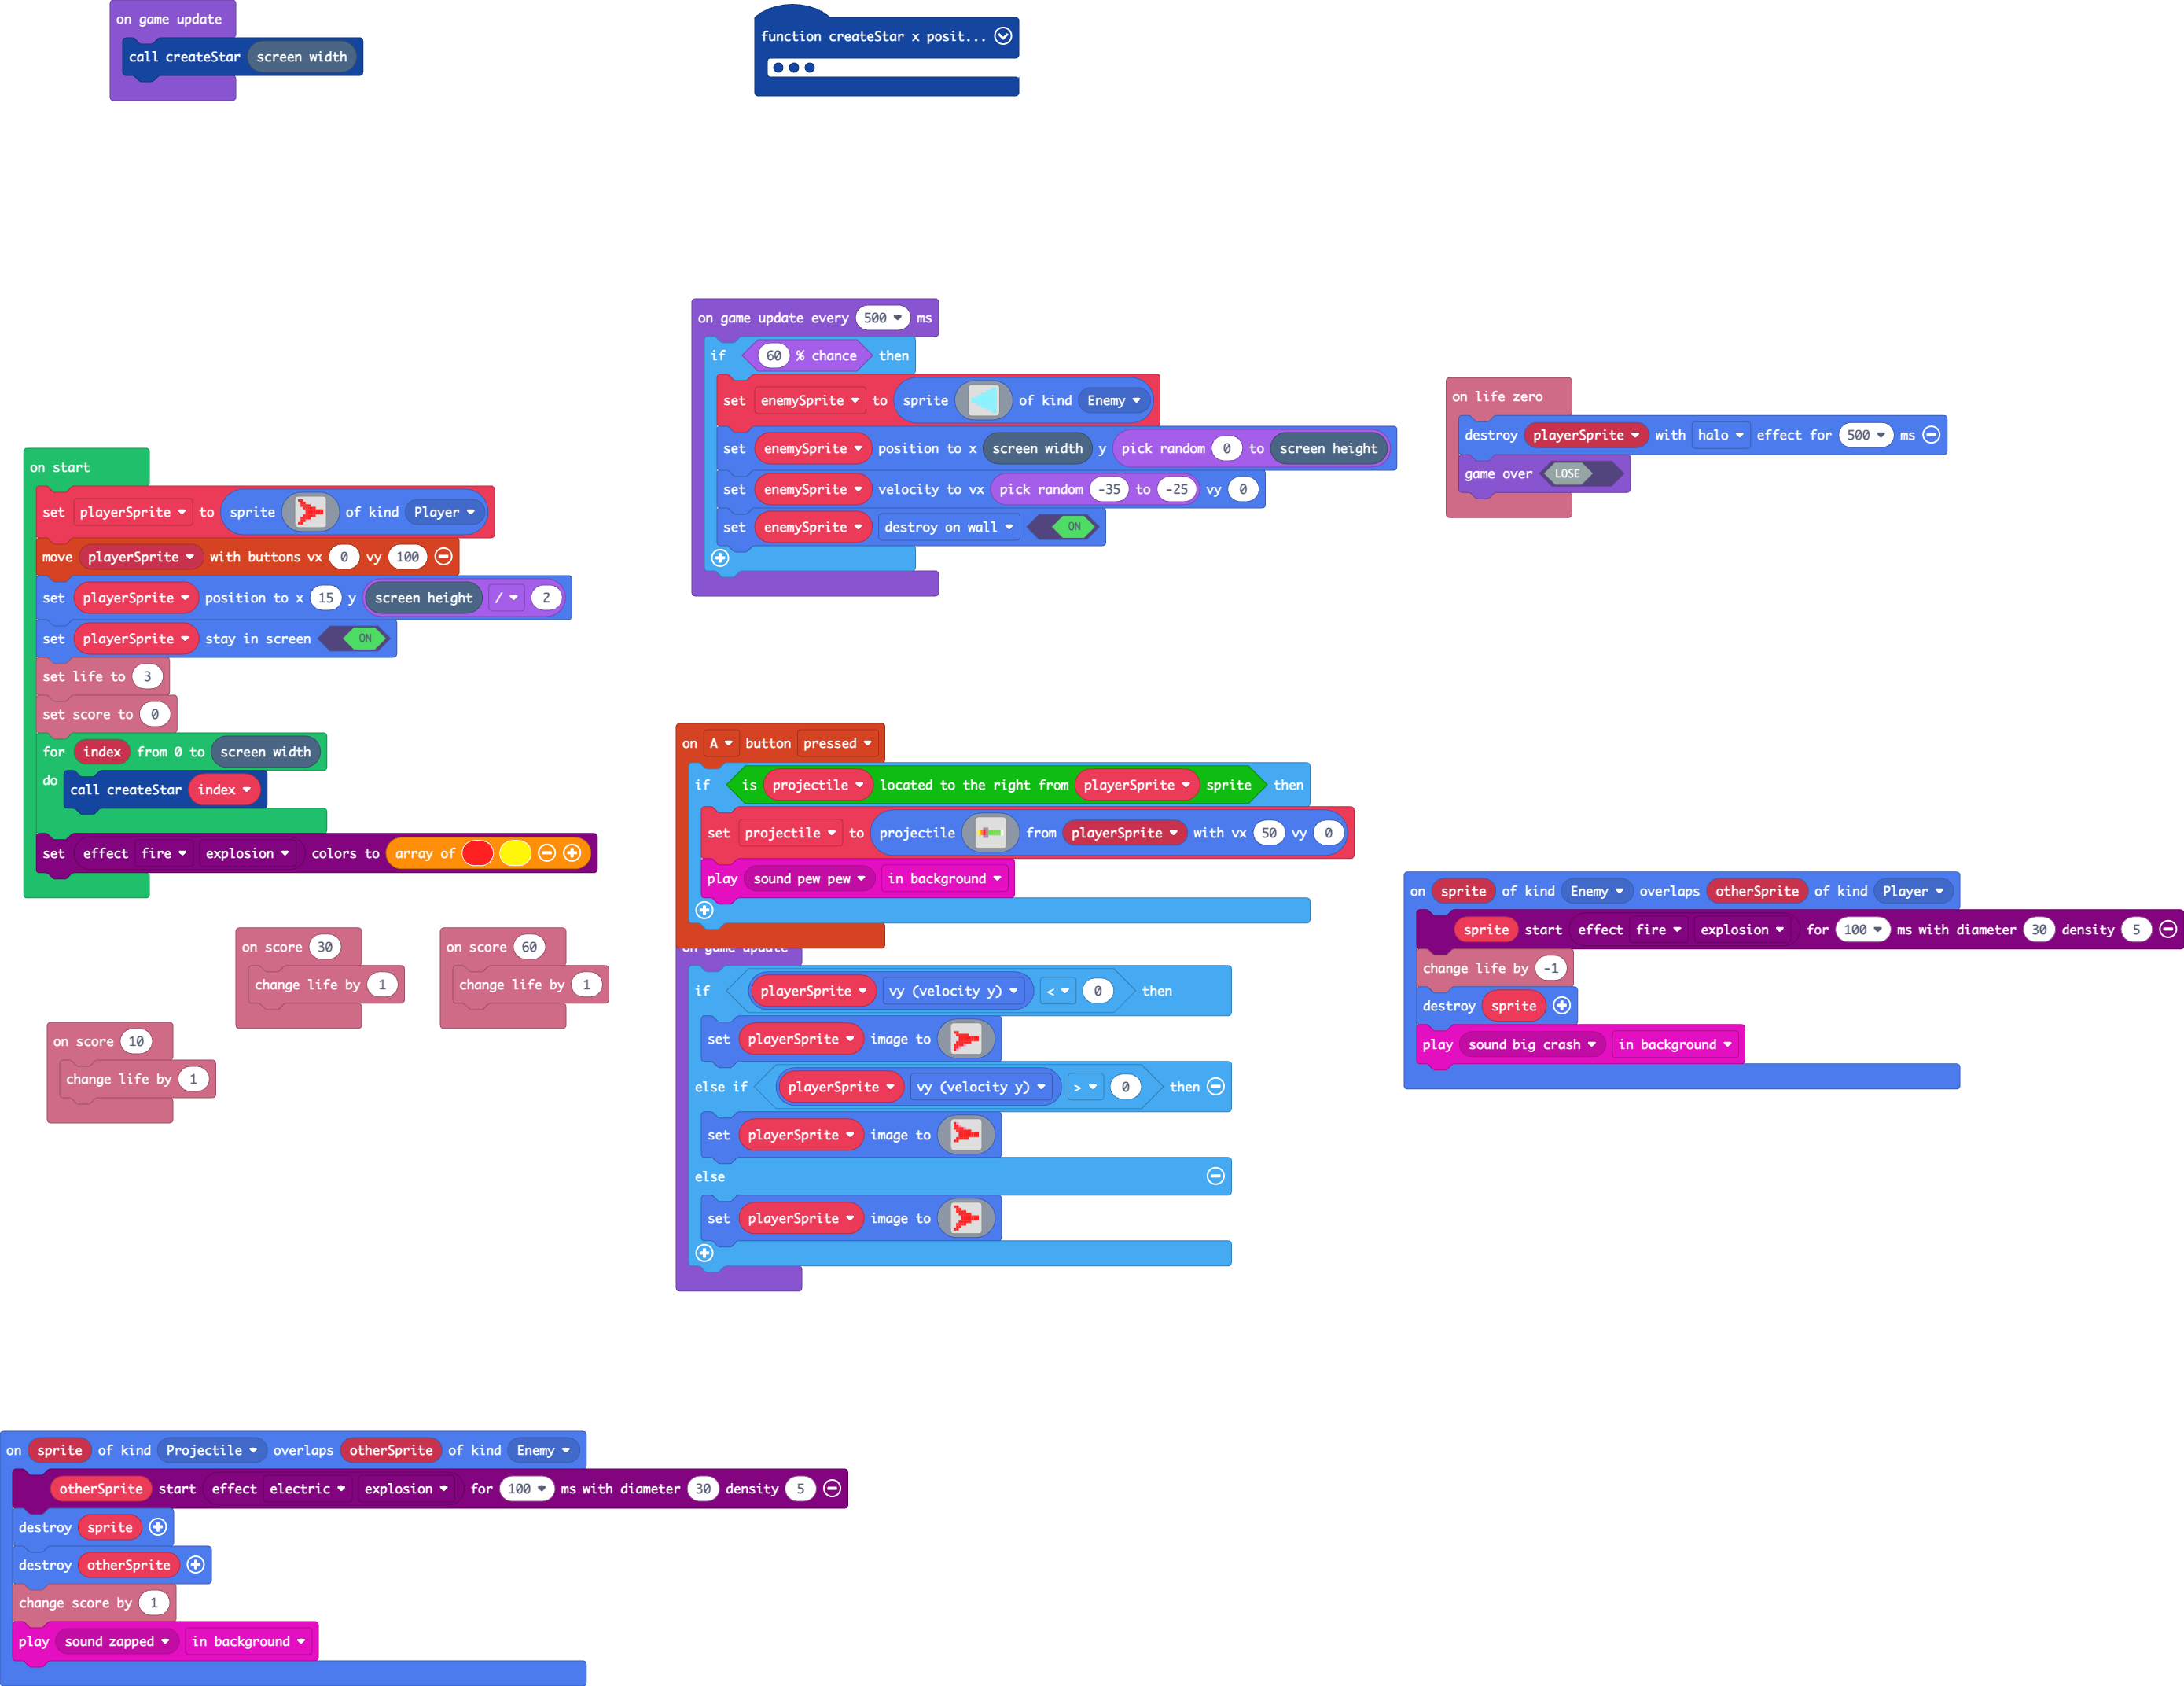 on game update
call createStar screen width
function createStar x posit...
on game update every 500 ms
if 60 % chance then
set enemySprite to sprite of kind Enemy
set enemySprite position to x screen width y pick random 0 to screen height
set enemySprite velocity to vx pick random -35 to -25 vy 0
set enemySprite destroy on wall ON
on life zero
destroy playerSprite with halo effect for 500 ms
game over LOSE
on start
set playerSprite to sprite of kind Player
move playerSprite with buttons vx 0 vy 100
set playerSprite position to x 15 y screen height / 2
set playerSprite stay in screen ON
set life to 3
set score to 0
for index from 0 to screen width
do call createStar index
set effect fire explosion colors to array of
on A button pressed
if is projectile located to the right from playerSprite sprite then
set projectile to projectile from playerSprite with vx 50 vy 0
play sound pew pew in background
on game update
if playerSprite vy (velocity y) < 0 then
set playerSprite image to
else if playerSprite vy (velocity y) > 0 then
set playerSprite image to
else
set playerSprite image to
on score 30
change life by 1
on score 60
change life by 1
on score 10
change life by 1
on sprite of kind Enemy overlaps otherSprite of kind Player
sprite start effect fire explosion for 100 ms with diameter 30 density 5
change life by -1
destroy sprite
play sound big crash in background
on sprite of kind Projectile overlaps otherSprite of kind Enemy
otherSprite start effect electric explosion for 100 ms with diameter 30 density 5
destroy sprite
destroy otherSprite
change score by 1
play sound zapped in background